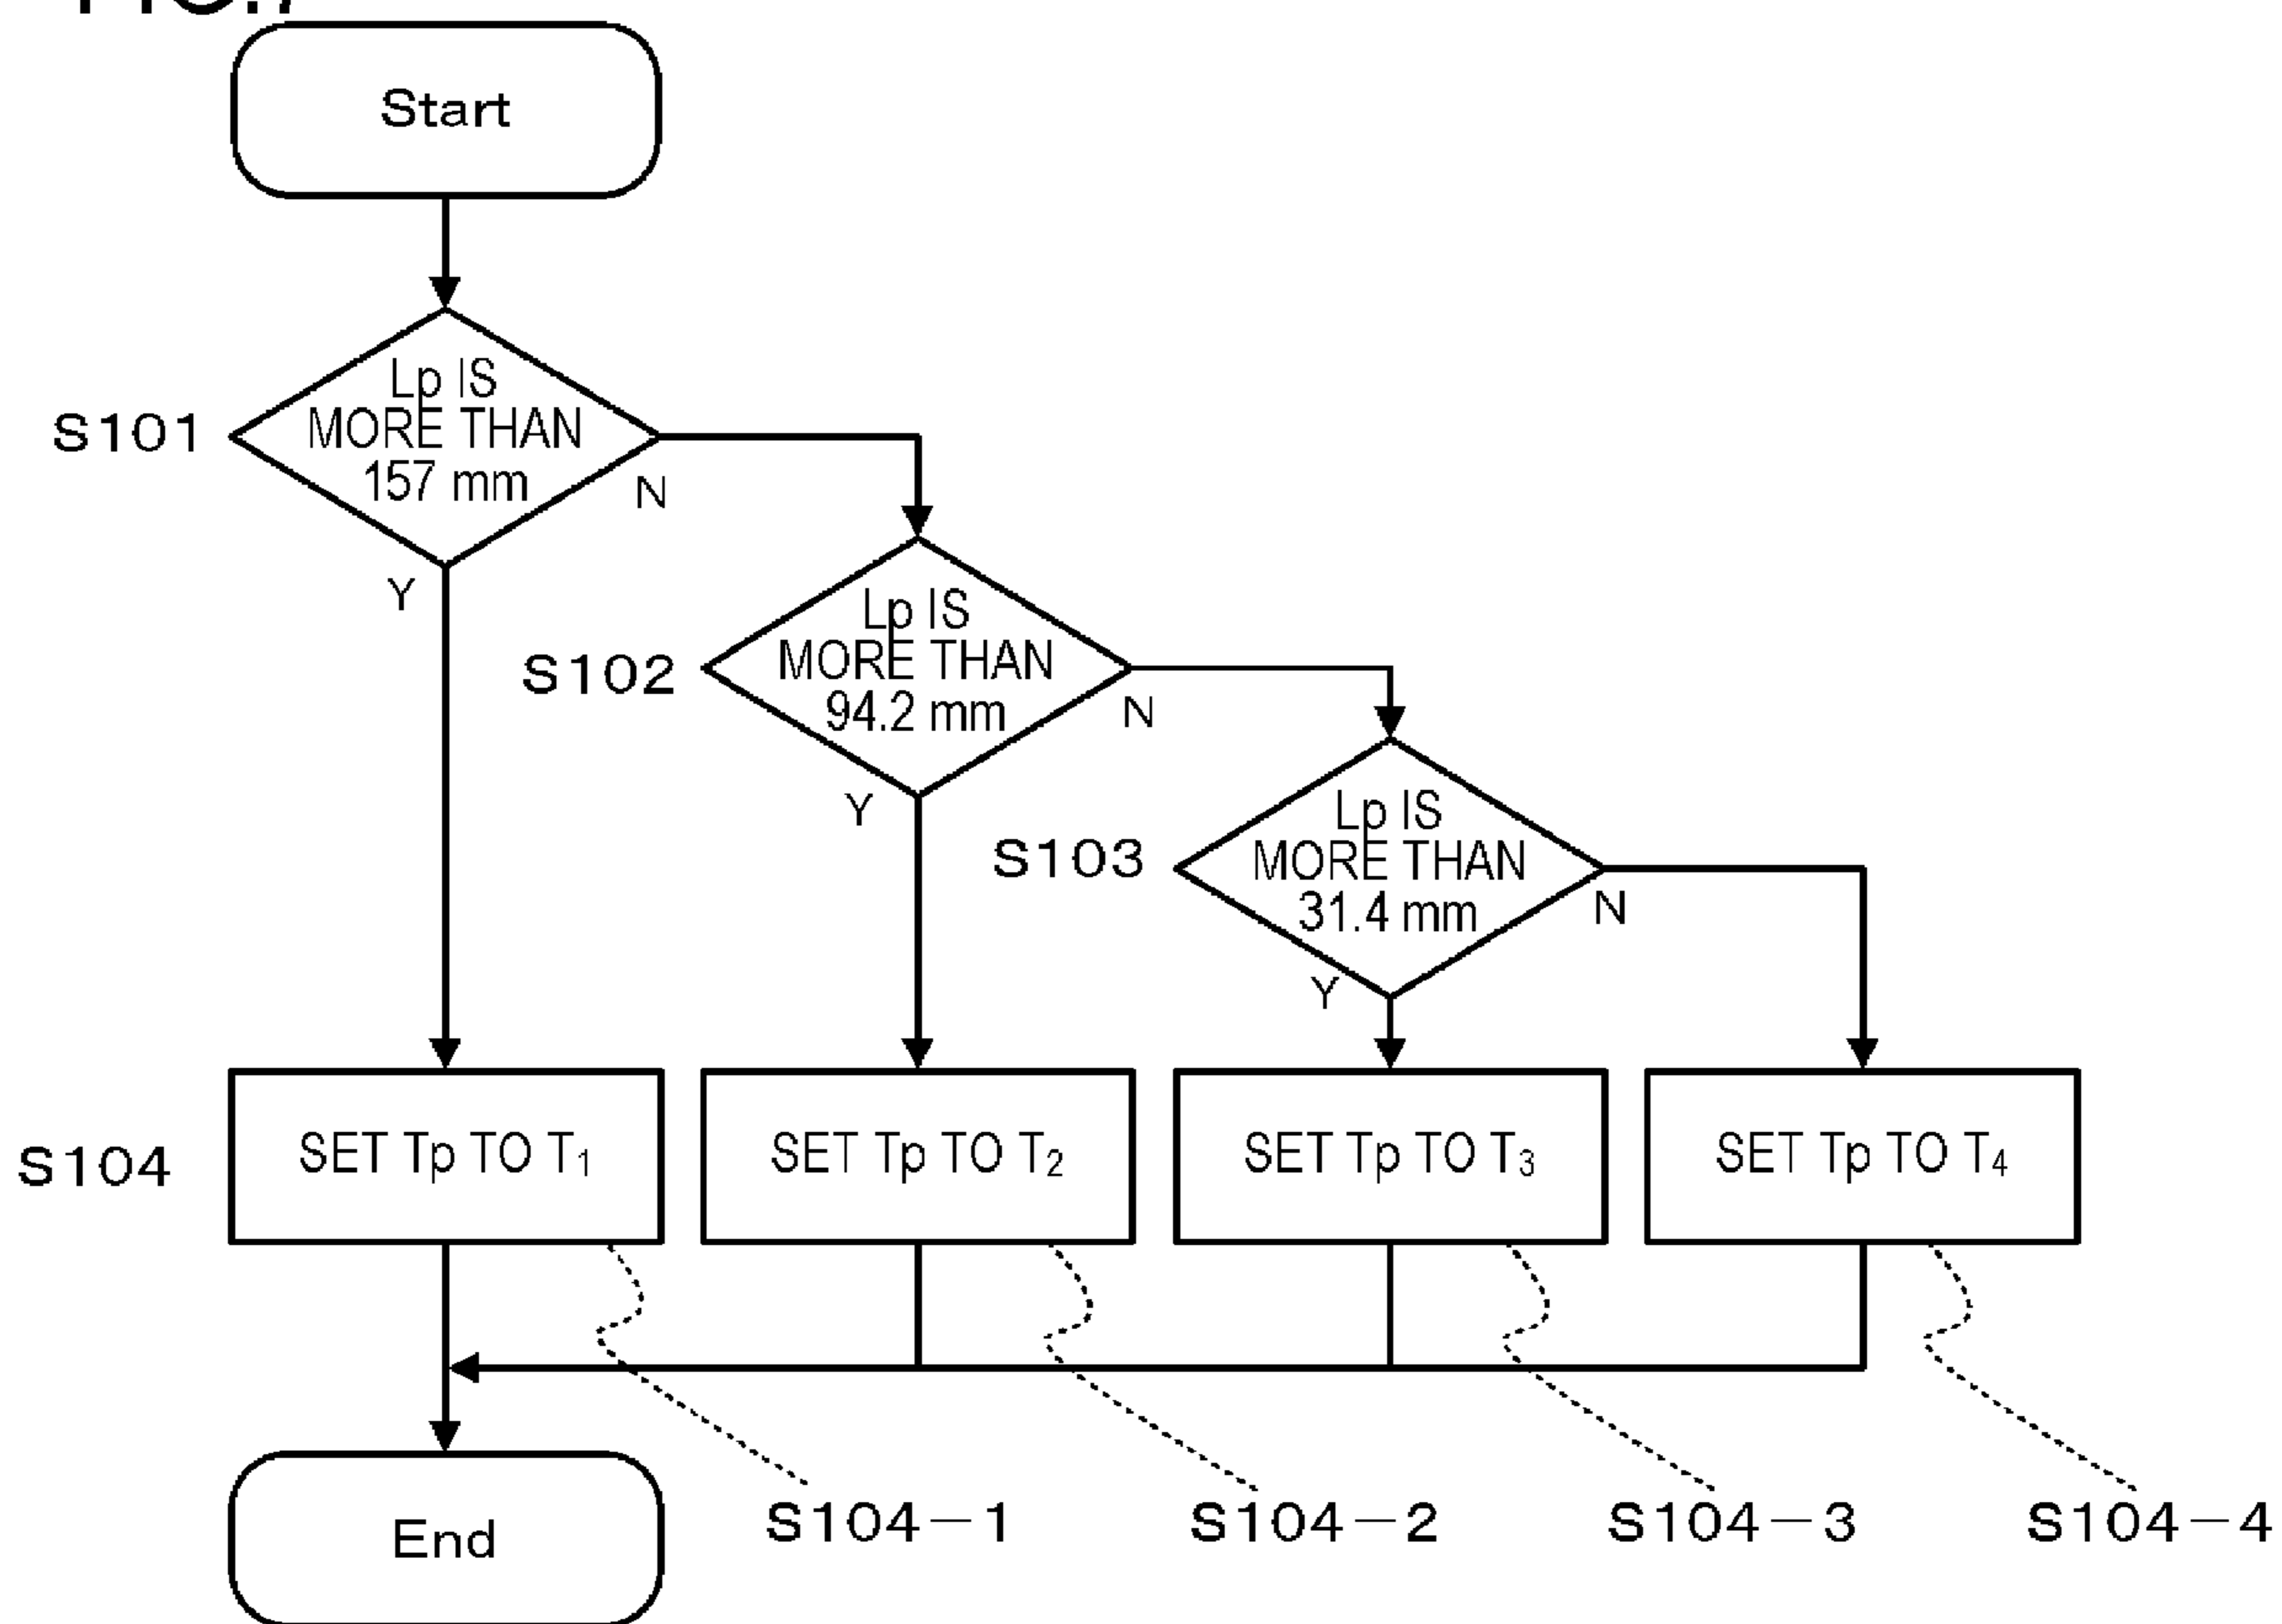 Start
S101
Lp IS
MORE THAN
157 mm
N
Y
S102
Lp IS
MORE THAN
94.2 mm
N
Y
S103
Lp IS
MORE THAN
31.4 mm
N
Y
S104
SET Tp TO T₁
SET Tp TO T₂
SET Tp TO T₃
SET Tp TO T₄
S104－1
S104－2
S104－3
S104－4
End